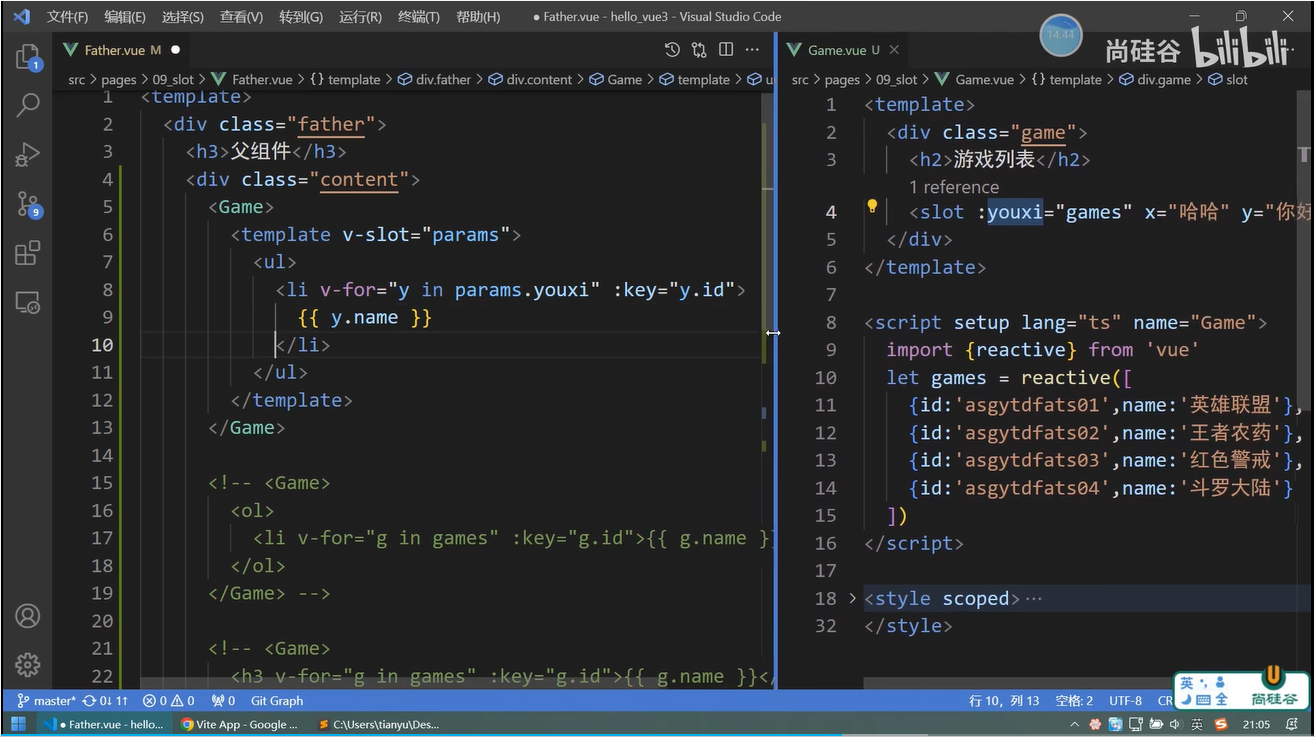 文件(F) 编辑(E) 选择(S) 查看(V) 转到(G) 运行(R) 终端(T) 帮助(H) ● Father.vue - hello_vue3 - Visual Studio Code
14:44
尚硅谷 bilibili
Father.vue M ●
src > pages > 09_slot > Father.vue > {} template > div.father > div.content > Game > template > u
1 <template>
2 <div class="father">
3 <h3>父组件</h3>
4 <div class="content">
5 <Game>
6 <template v-slot="params">
7 <ul>
8 <li v-for="y in params.youxi" :key="y.id">
9 {{ y.name }}
10 </li>
11 </ul>
12 </template>
13 </Game>
14
15 <!-- <Game>
16 <ol>
17 <li v-for="g in games" :key="g.id">{{ g.name }}
18 </ol>
19 </Game> -->
20
21 <!-- <Game>
22 <h3 v-for="g in games" :key="g.id">{{ g.name }}</
Game.vue U
src > pages > 09_slot > Game.vue > {} template > div.game > slot
1 <template>
2 <div class="game">
3 <h2>游戏列表</h2>
1 reference
4 <slot :youxi="games" x="哈哈" y="你好
5 </div>
6 </template>
7
8 <script setup lang="ts" name="Game">
9 import {reactive} from 'vue'
10 let games = reactive([
11 {id:'asgytdfats01',name:'英雄联盟'},
12 {id:'asgytdfats02',name:'王者农药'},
13 {id:'asgytdfats03',name:'红色警戒'},
14 {id:'asgytdfats04',name:'斗罗大陆'}
15 ])
16 </script>
17
18 <style scoped>···
32 </style>
1
9
master* 0↓ 1↑ 0 0 0 Git Graph 行 10，列 13 空格: 2 UTF-8 CR
英 全 尚硅谷
● Father.vue - hello... Vite App - Google ... C:\Users\tianyu\Des... 英 21:05